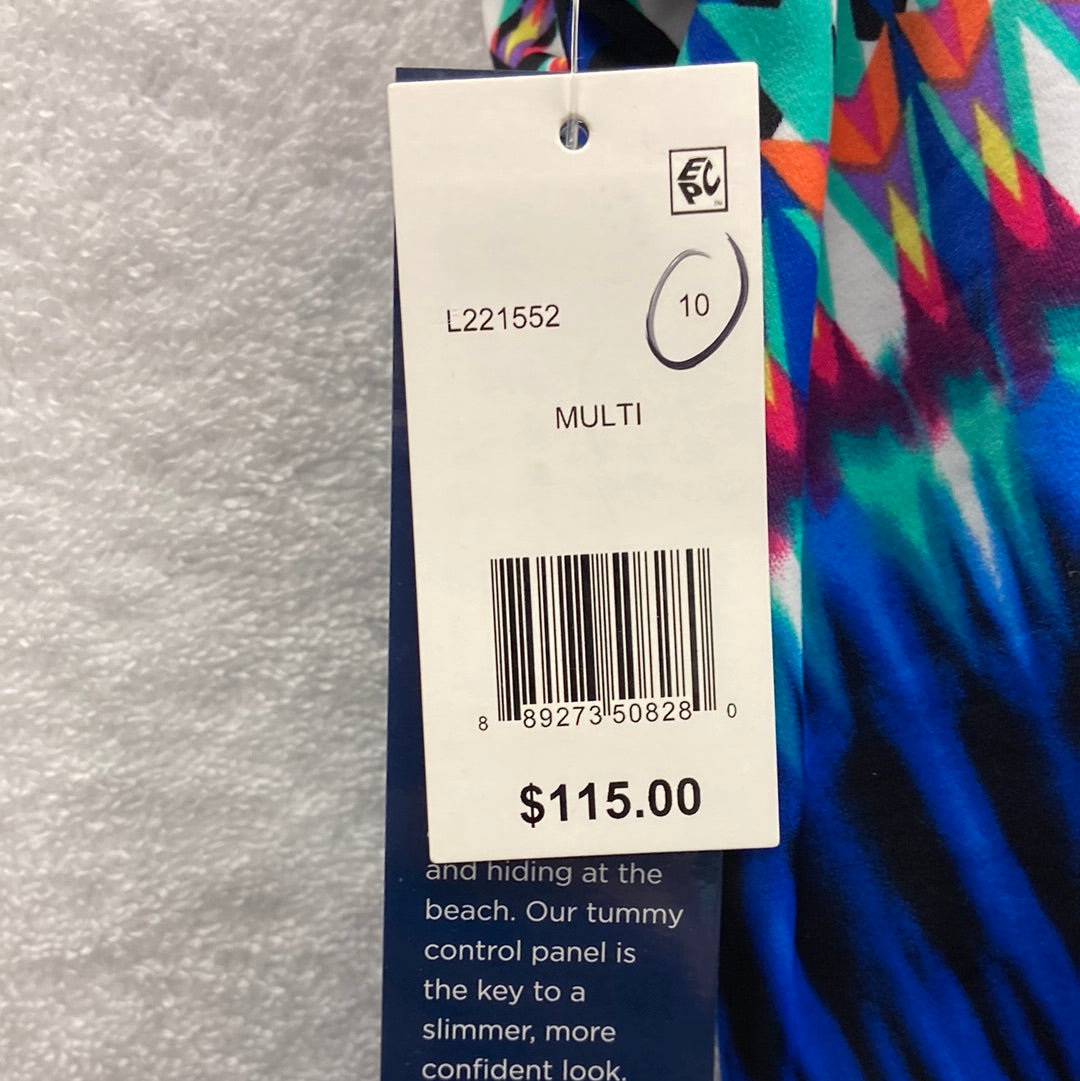 EPC
L221552 10
MULTI
8 89273 50828 0
$115.00
and hiding at the
beach. Our tummy
control panel is
the key to a
slimmer, more
confident look.